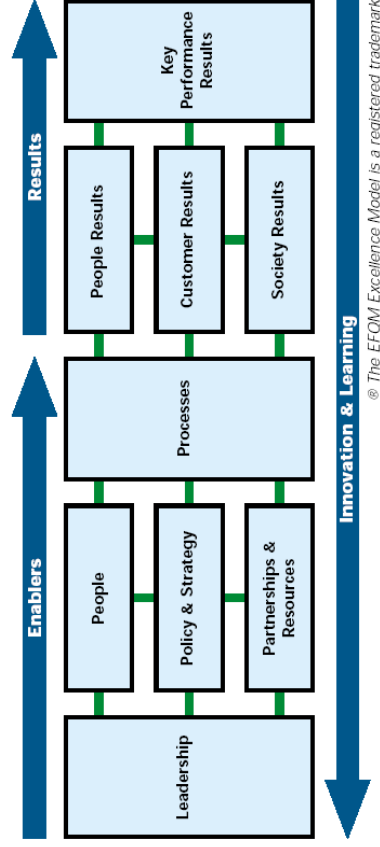 Enablers
Results
Leadership
People
Policy & Strategy
Partnerships &
Resources
Processes
People Results
Customer Results
Society Results
Key
Performance
Results
Innovation & Learning
® The EFQM Excellence Model is a registered trademark